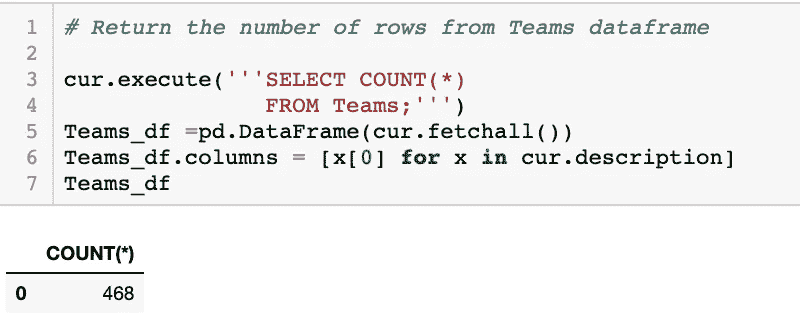 1 # Return the number of rows from Teams dataframe
2
3 cur.execute('''SELECT COUNT(*)
4 FROM Teams;''')
5 Teams_df =pd.DataFrame(cur.fetchall())
6 Teams_df.columns = [x[0] for x in cur.description]
7 Teams_df
COUNT(*)
0 468